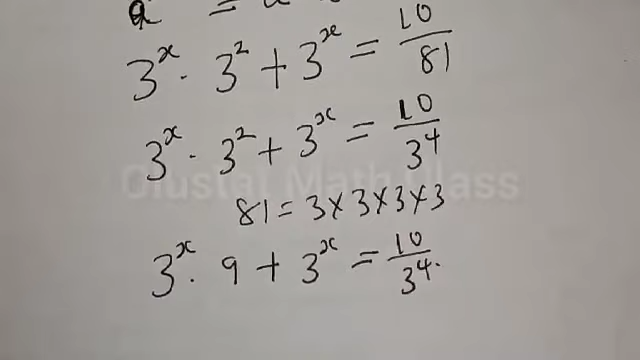 3^x · 3^2 + 3^x = 10/81
3^x · 3^2 + 3^x = 10/3^4
Olustal Math Class
81 = 3 × 3 × 3 × 3
3^x · 9 + 3^x = 10/3^4.